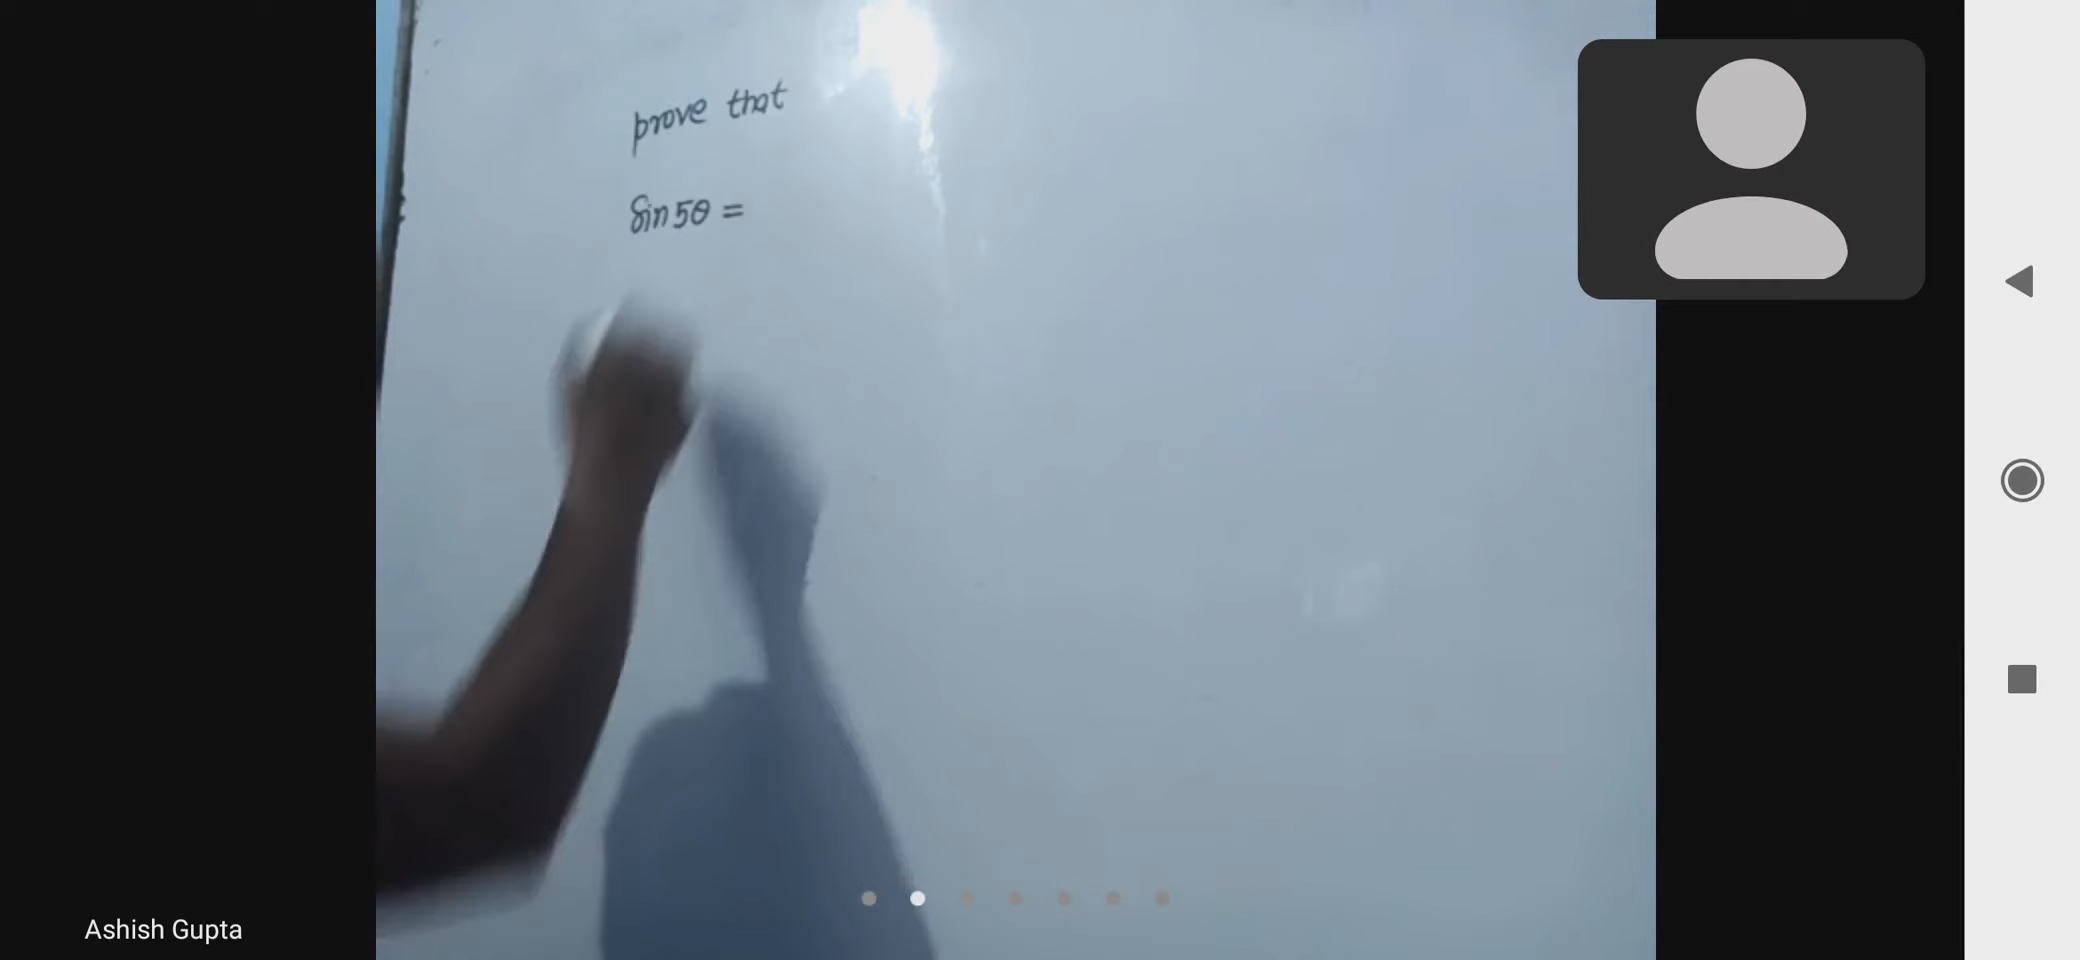 prove that
Sin5θ =
Ashish Gupta